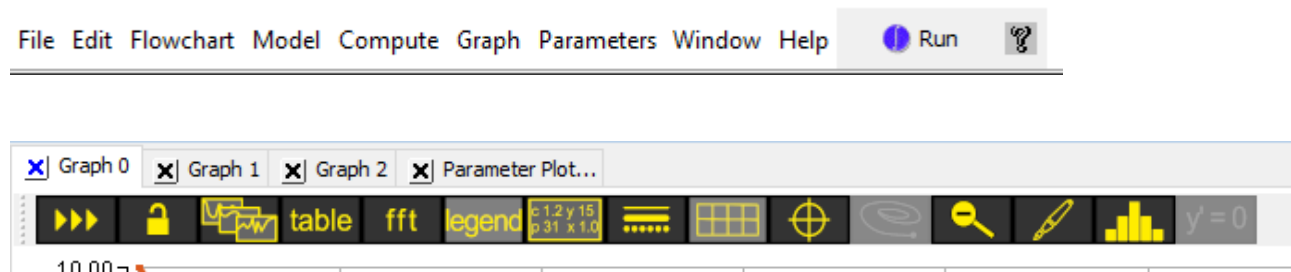 File Edit Flowchart Model Compute Graph Parameters Window Help Run ?
X Graph 0 X Graph 1 X Graph 2 X Parameter Plot...
table fft legend c 1.2 y 15 y' = 0
p 31 x 1.0
10.00